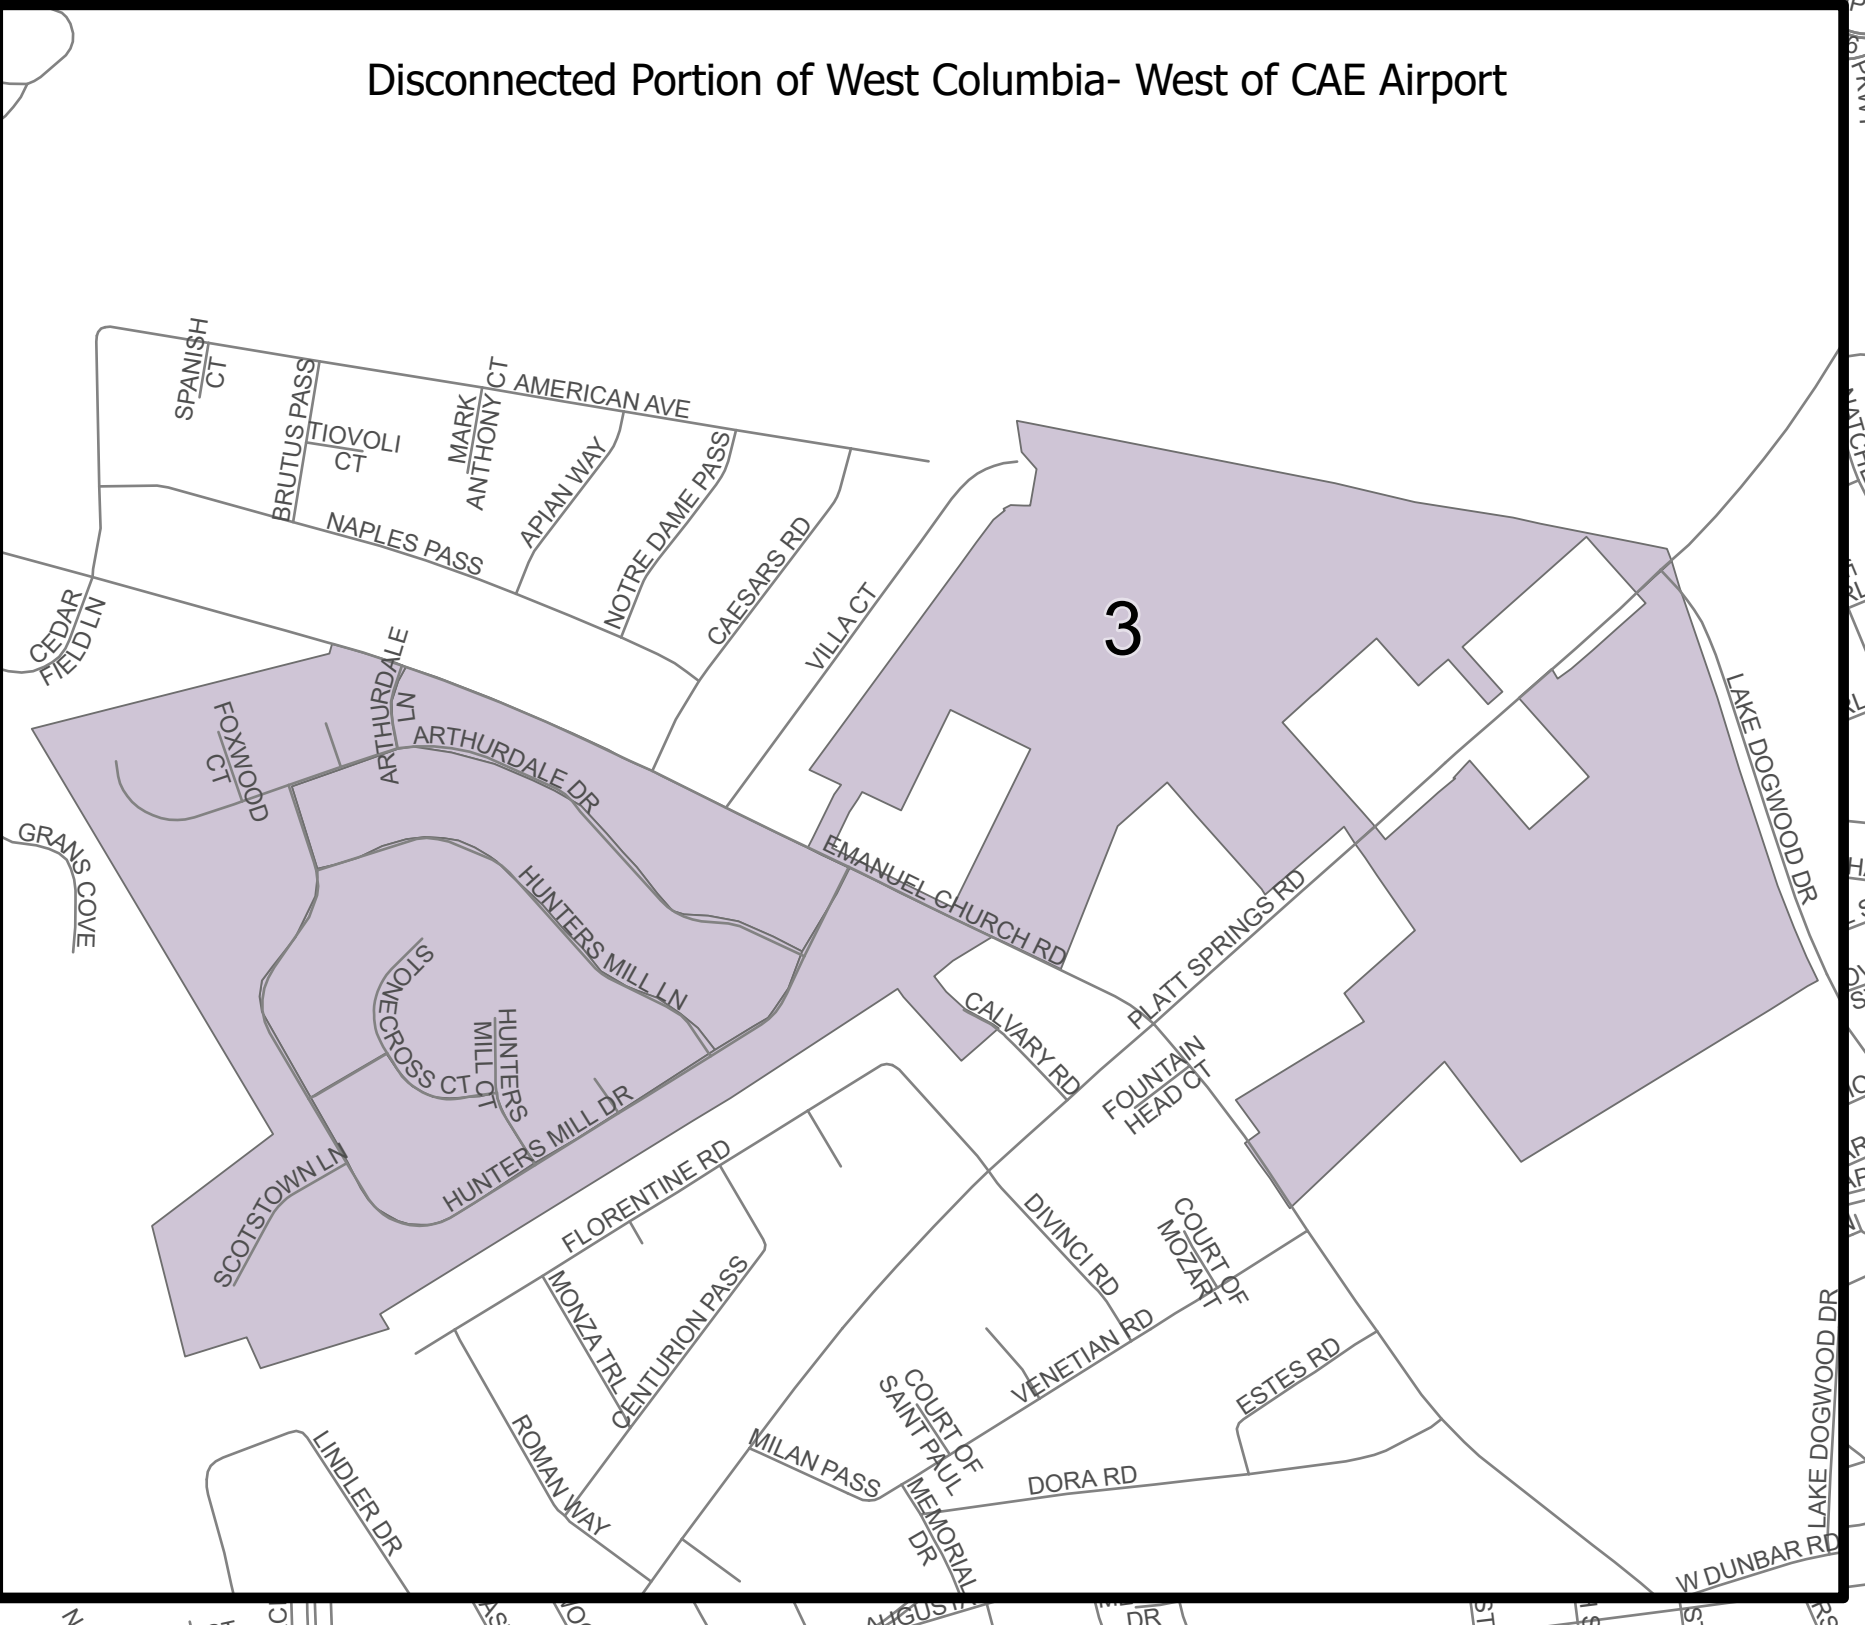 Disconnected Portion of West Columbia- West of CAE Airport
SPANISH
CT
BRUTUS PASS
TIOVOLI
CT
MARK
ANTHONY CT
AMERICAN AVE
APIAN WAY
NOTRE DAME PASS
NAPLES PASS
CAESARS RD
VILLA CT
3
CEDAR
FIELD LN
ARTHURDALE
LN
FOXWOOD
CT
ARTHURDALE DR
LAKE DOGWOOD DR
GRANS COVE
EMANUEL CHURCH RD
HUNTERS MILL LN
PLATT SPRINGS RD
STONECROSS CT
HUNTERS
MILL CT
CALVARY RD
FOUNTAIN
HEAD CT
HUNTERS MILL DR
SCOTSTOWN LN
FLORENTINE RD
DIVINCI RD
COURT OF
MOZART
MONZA TRL
CENTURION PASS
VENETIAN RD
ESTES RD
LAKE DOGWOOD DR
COURT OF
SAINT PAUL
ROMAN WAY
LINDLER DR
MILAN PASS
DORA RD
MEMORIAL
DR
W DUNBAR RD
DR